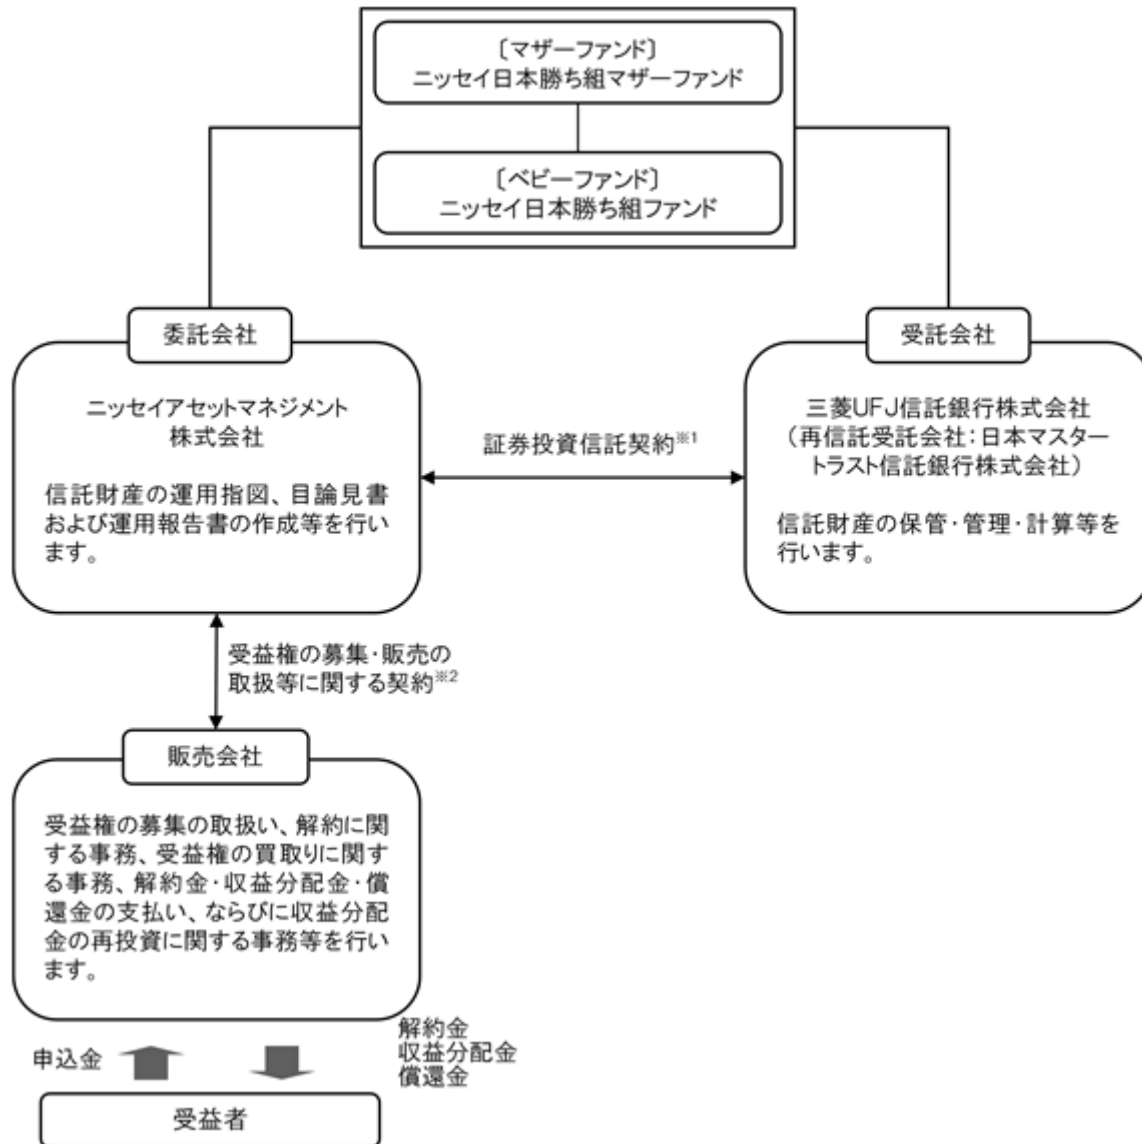 〔マザーファンド〕
ニッセイ日本勝ち組マザーファンド
〔ベビーファンド〕
ニッセイ日本勝ち組ファンド
委託会社
ニッセイアセットマネジメント
株式会社
信託財産の運用指図、目論見書
および運用報告書の作成等を行い
ます。
証券投資信託契約※1
受託会社
三菱UFJ信託銀行株式会社
（再信託受託会社：日本マスター
トラスト信託銀行株式会社）
信託財産の保管・管理・計算等を
行います。
受益権の募集・販売の
取扱等に関する契約※2
販売会社
受益権の募集の取扱い、解約に関
する事務、受益権の買取りに関す
る事務、解約金・収益分配金・償
還金の支払い、ならびに収益分配
金の再投資に関する事務等を行い
ます。
申込金
解約金
収益分配金
償還金
受益者